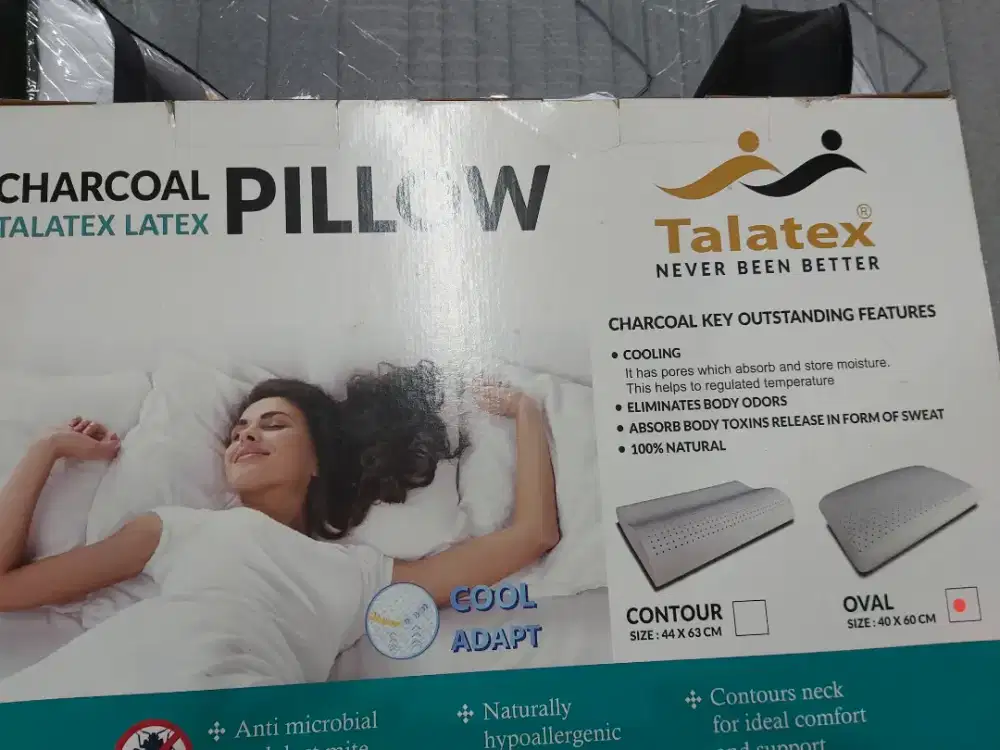 CHARCOAL
TALATEX LATEX
PILLOW
Talatex®
NEVER BEEN BETTER
CHARCOAL KEY OUTSTANDING FEATURES
• COOLING
It has pores which absorb and store moisture.
This helps to regulated temperature
• ELIMINATES BODY ODORS
• ABSORB BODY TOXINS RELEASE IN FORM OF SWEAT
• 100% NATURAL
CONTOUR
SIZE : 44 X 63 CM
OVAL
SIZE : 40 X 60 CM
COOL
ADAPT
Anti microbial
mite
Naturally
hypoallergenic
Contours neck
for ideal comfort
and support